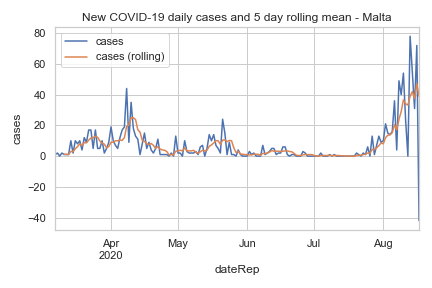 New COVID-19 daily cases and 5 day rolling mean - Malta
cases
cases (rolling)
80
60
40
20
0
−20
−40
cases
Apr
2020
May
Jun
Jul
Aug
dateRep